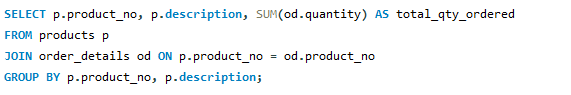 SELECT p.product_no, p.description, SUM(od.quantity) AS total_qty_ordered
FROM products p
JOIN order_details od ON p.product_no = od.product_no
GROUP BY p.product_no, p.description;